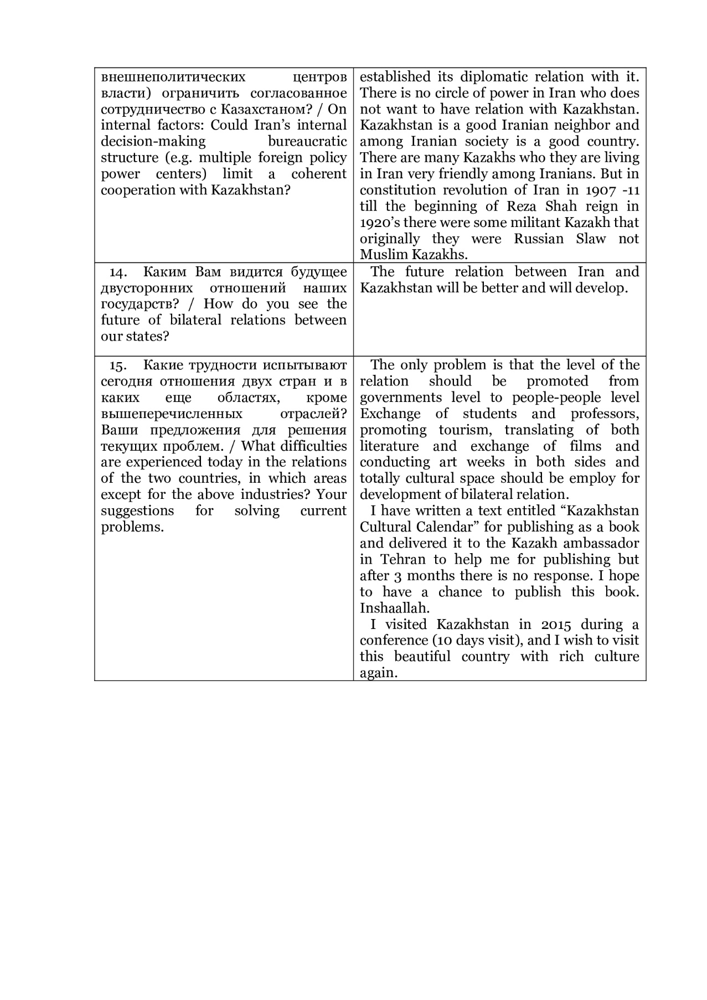 внешнеполитических центров
власти) ограничить согласованное
сотрудничество с Казахстаном? / On
internal factors: Could Iran’s internal
decision-making bureaucratic
structure (e.g. multiple foreign policy
power centers) limit a coherent
cooperation with Kazakhstan?
established its diplomatic relation with it.
There is no circle of power in Iran who does
not want to have relation with Kazakhstan.
Kazakhstan is a good Iranian neighbor and
among Iranian society is a good country.
There are many Kazakhs who they are living
in Iran very friendly among Iranians. But in
constitution revolution of Iran in 1907 -11
till the beginning of Reza Shah reign in
1920’s there were some militant Kazakh that
originally they were Russian Slaw not
Muslim Kazakhs.
14. Каким Вам видится будущее
двусторонних отношений наших
государств? / How do you see the
future of bilateral relations between
our states?
The future relation between Iran and
Kazakhstan will be better and will develop.
15. Какие трудности испытывают
сегодня отношения двух стран и в
каких еще областях, кроме
вышеперечисленных отраслей?
Ваши предложения для решения
текущих проблем. / What difficulties
are experienced today in the relations
of the two countries, in which areas
except for the above industries? Your
suggestions for solving current
problems.
The only problem is that the level of the
relation should be promoted from
governments level to people-people level
Exchange of students and professors,
promoting tourism, translating of both
literature and exchange of films and
conducting art weeks in both sides and
totally cultural space should be employ for
development of bilateral relation.
I have written a text entitled “Kazakhstan
Cultural Calendar” for publishing as a book
and delivered it to the Kazakh ambassador
in Tehran to help me for publishing but
after 3 months there is no response. I hope
to have a chance to publish this book.
Inshaallah.
I visited Kazakhstan in 2015 during a
conference (10 days visit), and I wish to visit
this beautiful country with rich culture
again.